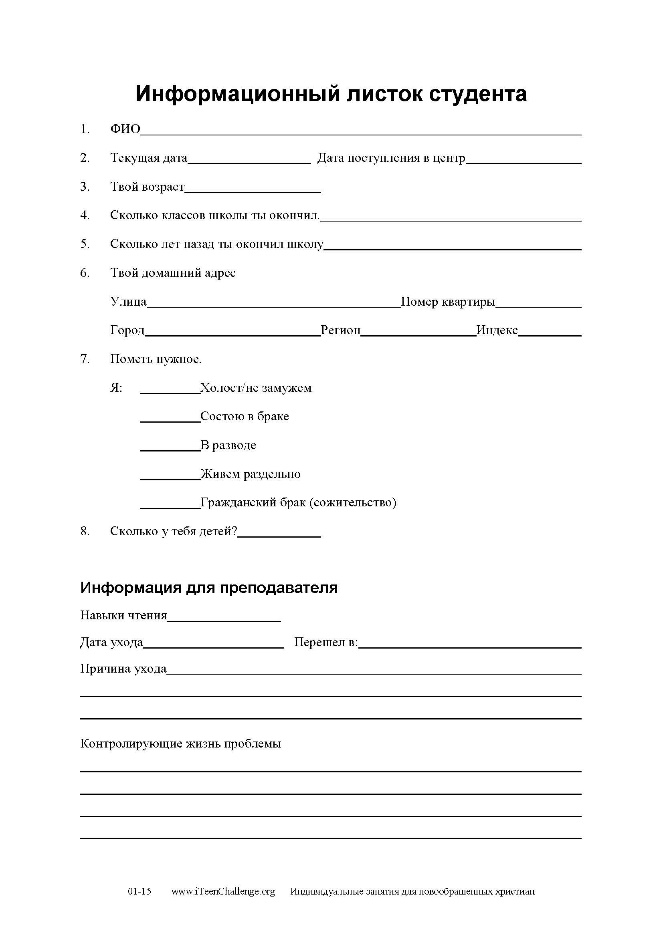 Информационный листок студента
1. ФИО
2. Текущая дата Дата поступления в центр
3. Твой возраст
4. Сколько классов школы ты окончил.
5. Сколько лет назад ты окончил школу
6. Твой домашний адрес
Улица Номер квартиры
Город Регион Индекс
7. Пометь нужное.
Я: Холост/не замужем
Состою в браке
В разводе
Живем раздельно
Гражданский брак (сожительство)
8. Сколько у тебя детей?
Информация для преподавателя
Навыки чтения
Дата ухода Перешел в:
Причина ухода
Контролирующие жизнь проблемы
01-15 www.iTeenChallenge.org Индивидуальные занятия для новообращенных христиан